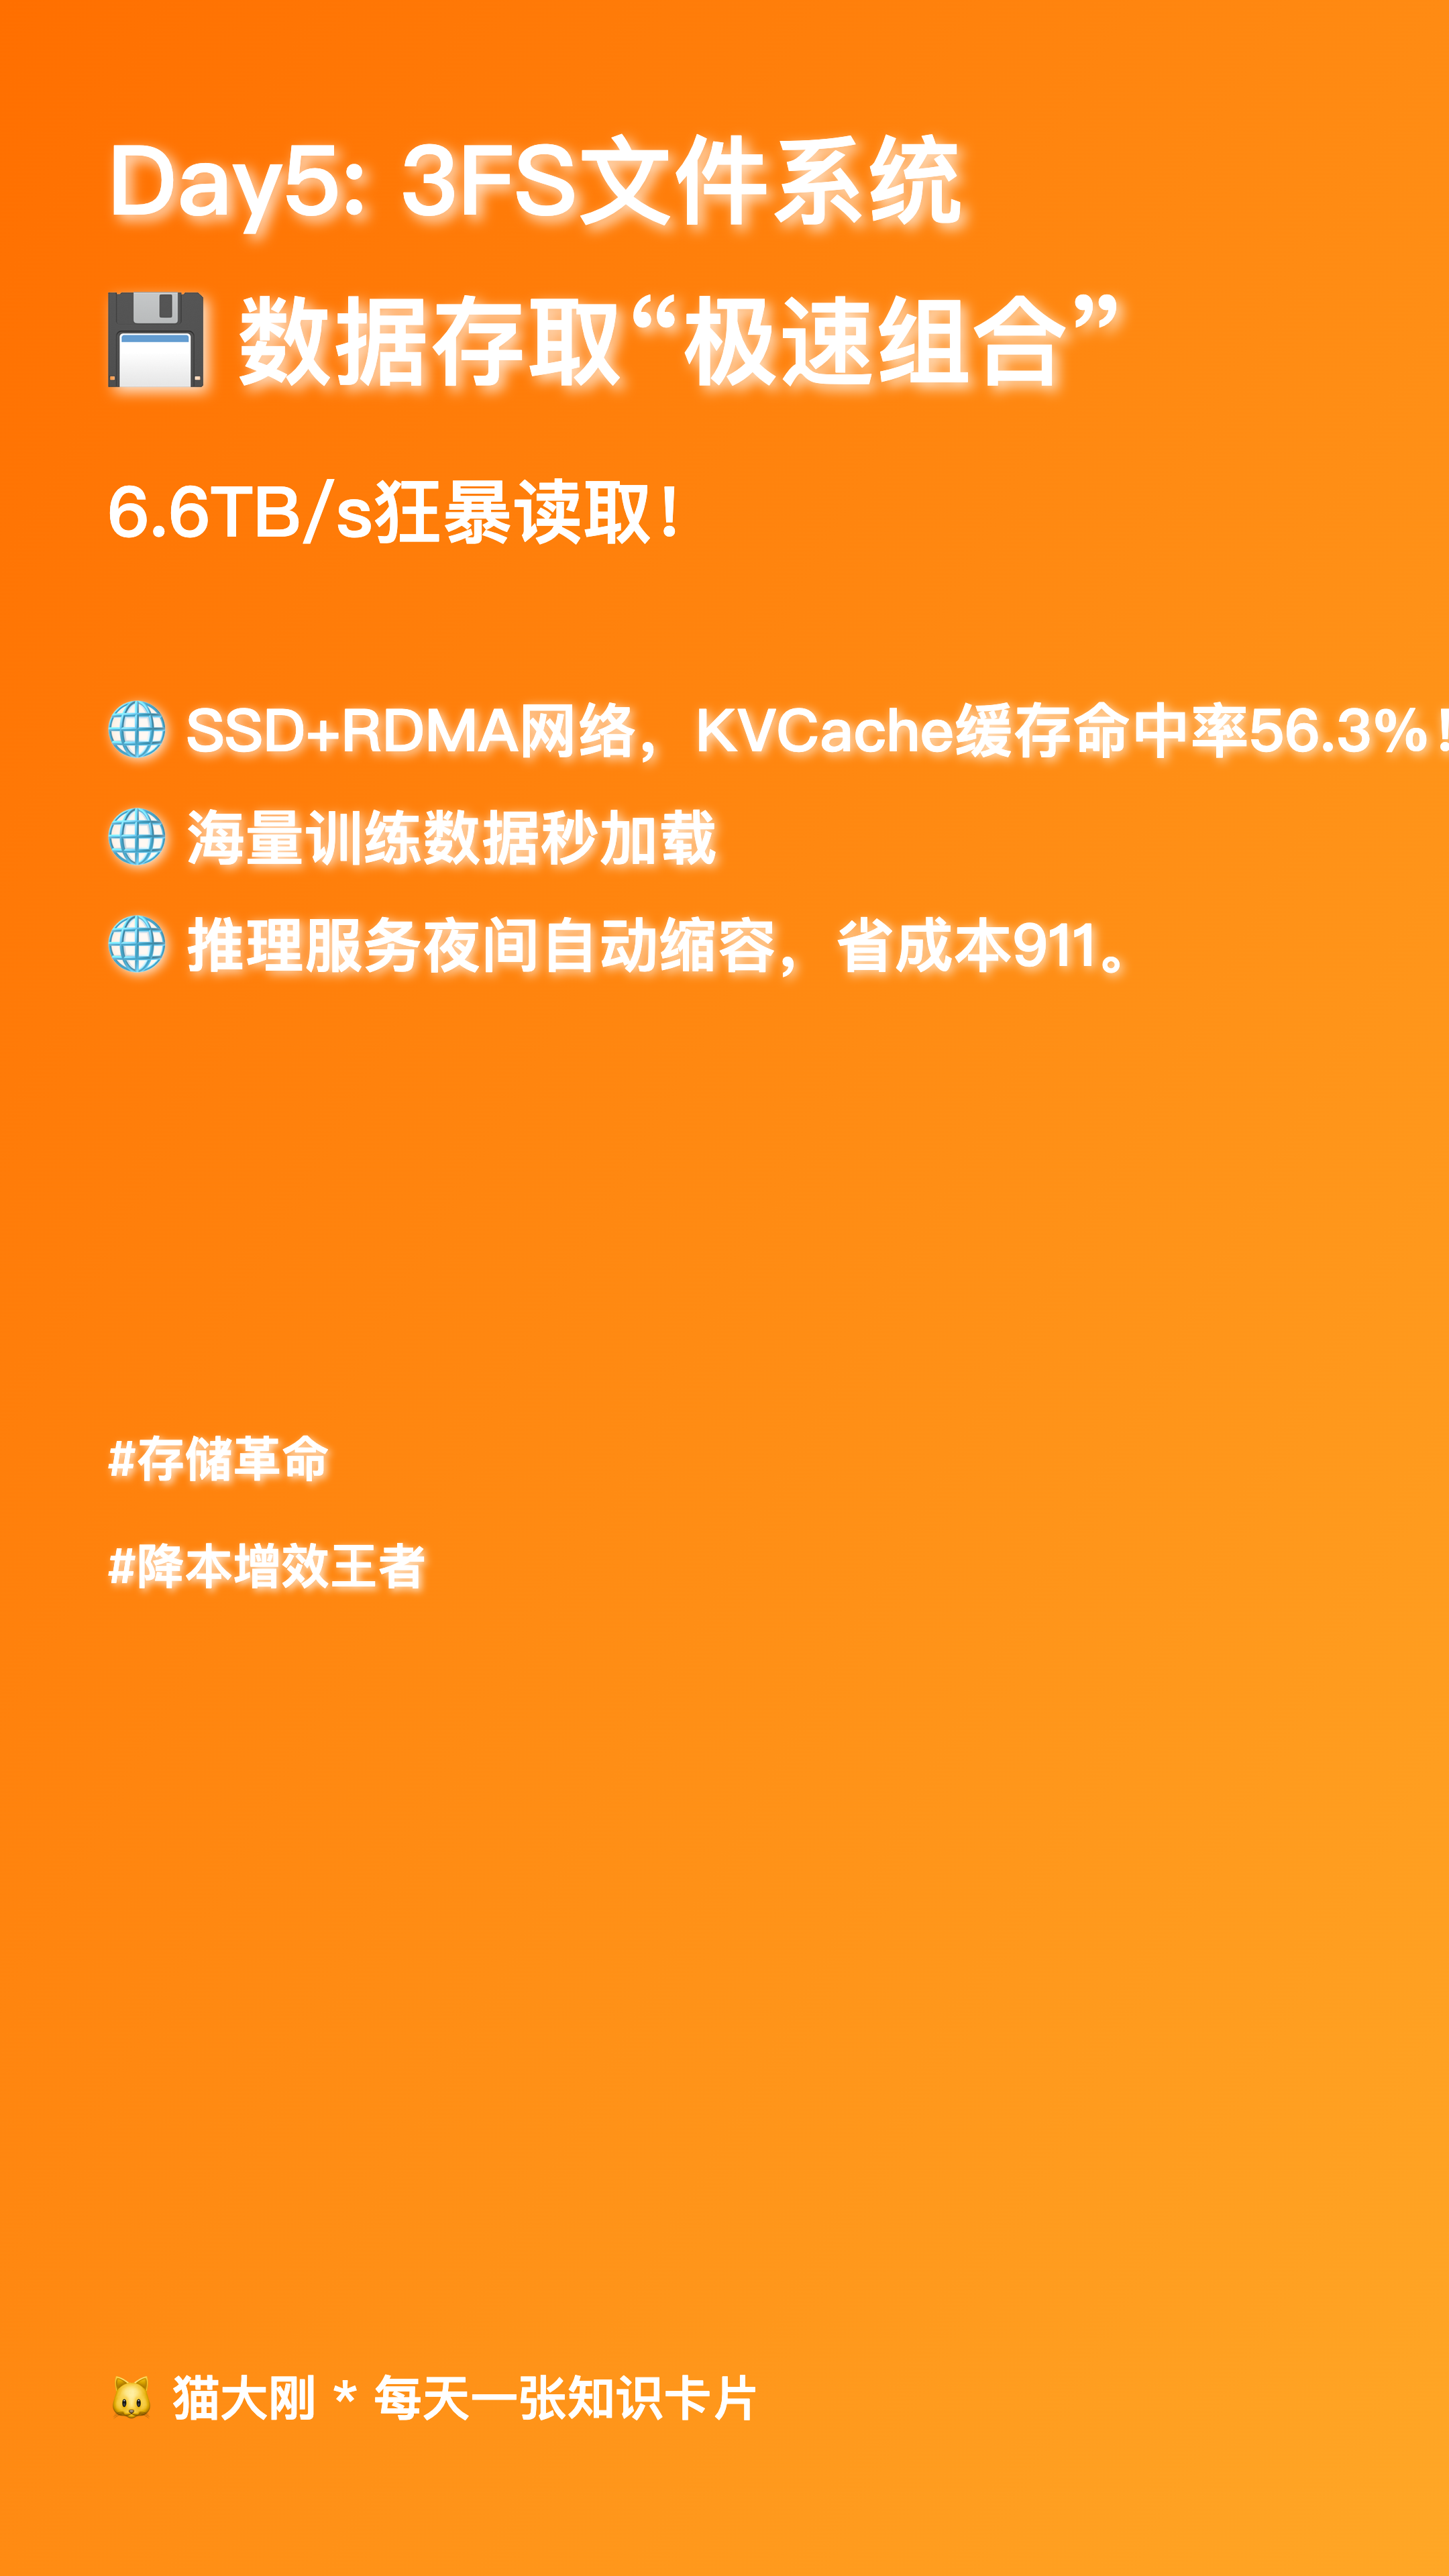 Day5: 3FS文件系统
💾 数据存取“极速组合”
6.6TB/s狂暴读取！
🌐 SSD+RDMA网络，KVCache缓存命中率56.3%！
🌐 海量训练数据秒加载
🌐 推理服务夜间自动缩容，省成本911。
#存储革命
#降本增效王者
🐱 猫大刚 * 每天一张知识卡片